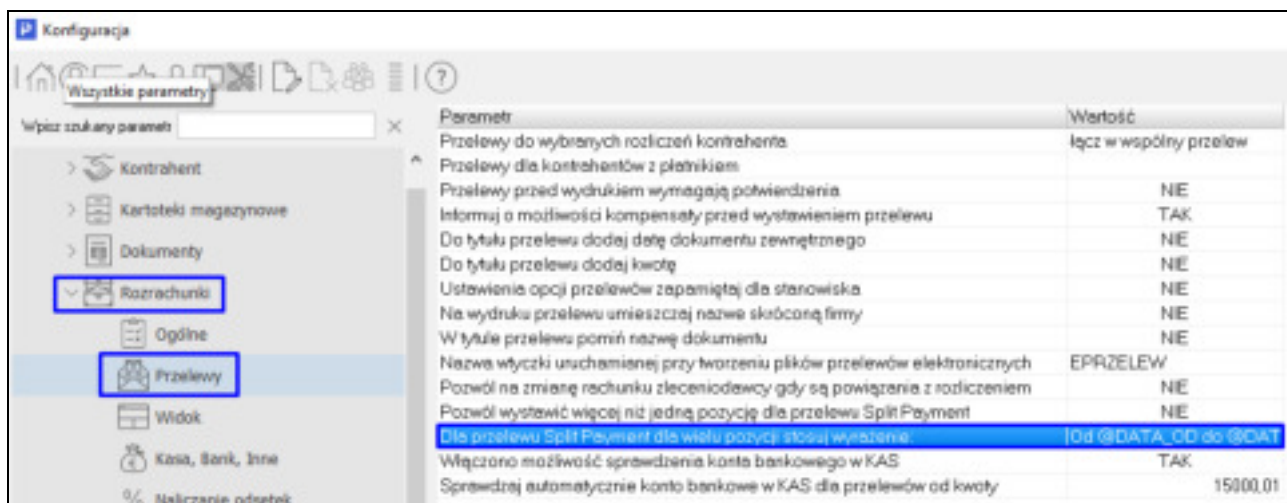 Konfiguracja
Wszystkie parametry
Wpisz szukany parametr
Kontrahent
Kartoteki magazynowe
Dokumenty
Rozrachunki
Ogólne
Przelewy
Widok
Kasa, Bank, Inne
Naliczanie odsetek
Parametr Wartość
Przelewy do wybranych rozliczeń kontrahenta łącz w wspólny przelew
Przelewy dla kontrahentów z płatnikiem
Przelewy przed wydrukiem wymagają potwierdzenia NIE
Informuj o możliwości kompensaty przed wystawieniem przelewu TAK
Do tytułu przelewu dodaj datę dokumentu zewnętrznego NIE
Do tytułu przelewu dodaj kwotę NIE
Ustawienia opcji przelewów zapamiętaj dla stanowiska NIE
Na wydruku przelewu umieszczaj nazwe skróconą firmy NIE
W tytule przelewu pomiń nazwę dokumentu NIE
Nazwa wtyczki uruchamianej przy tworzeniu plików przelewów elektronicznych EPRZELEW
Pozwól na zmianę rachunku zleceniodawcy gdy są powiązania z rozliczeniem NIE
Pozwól wystawić więcej niż jedną pozycję dla przelewu Split Payment NIE
Dla przelewu Split Payment dla wielu pozycji stosuj wyrażenie: Od @DATA_OD do @DAT
Włączono możliwość sprawdzenia konta bankowego w KAS TAK
Sprawdzaj automatycznie konto bankowe w KAS dla przelewów od kwoty 15000,01